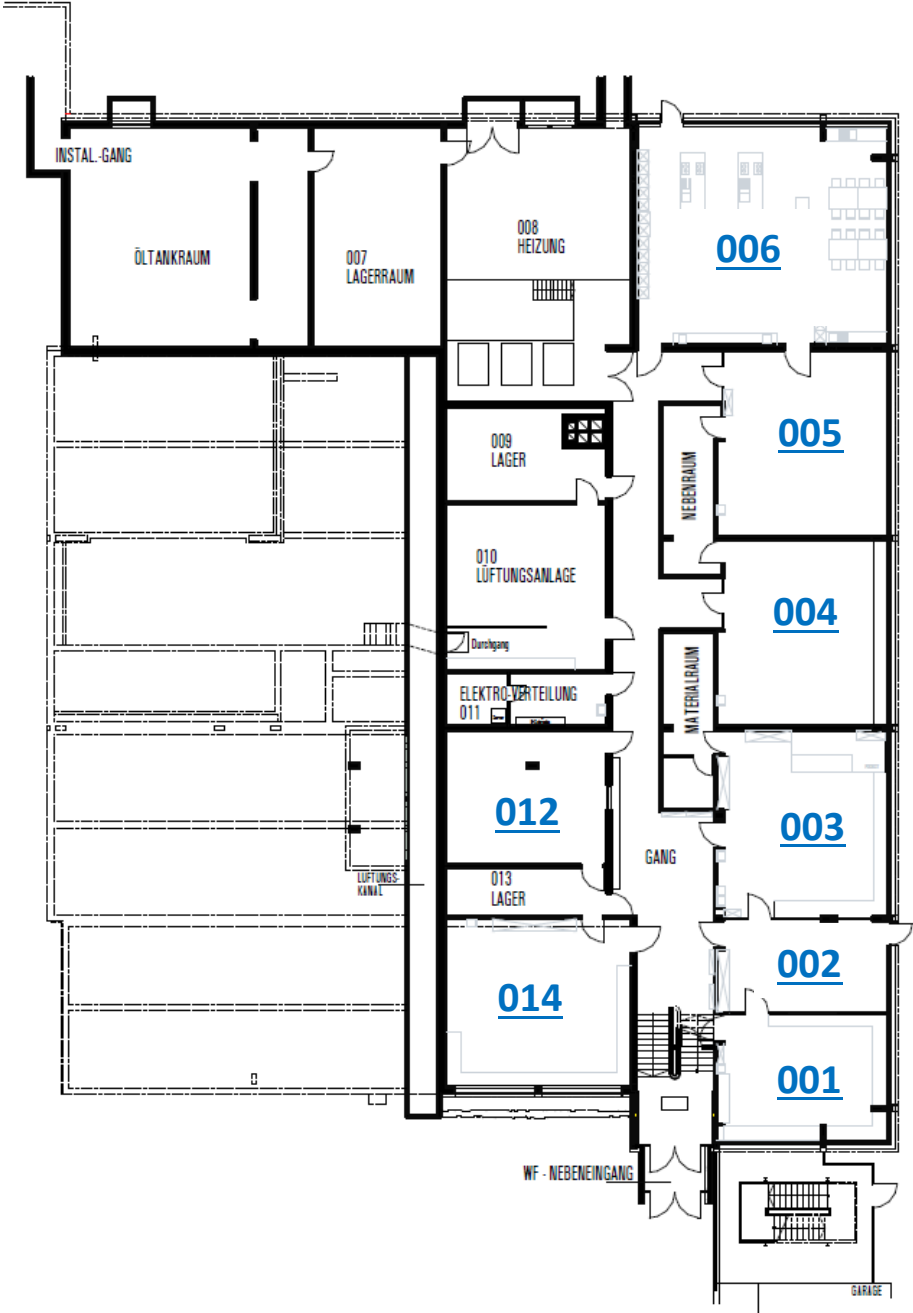 INSTAL.-GANG
ÖLTANKRAUM
007
LAGERRAUM
008
HEIZUNG
006
009
LAGER
NEBENRAUM
005
010
LÜFTUNGSANLAGE
004
Durchgang
ELEKTRO-VERTEILUNG
011
MATERIALRAUM
012
003
GANG
LÜFTUNGS-
KANAL
013
LAGER
002
014
001
WF - NEBENEINGANG
GARAGE